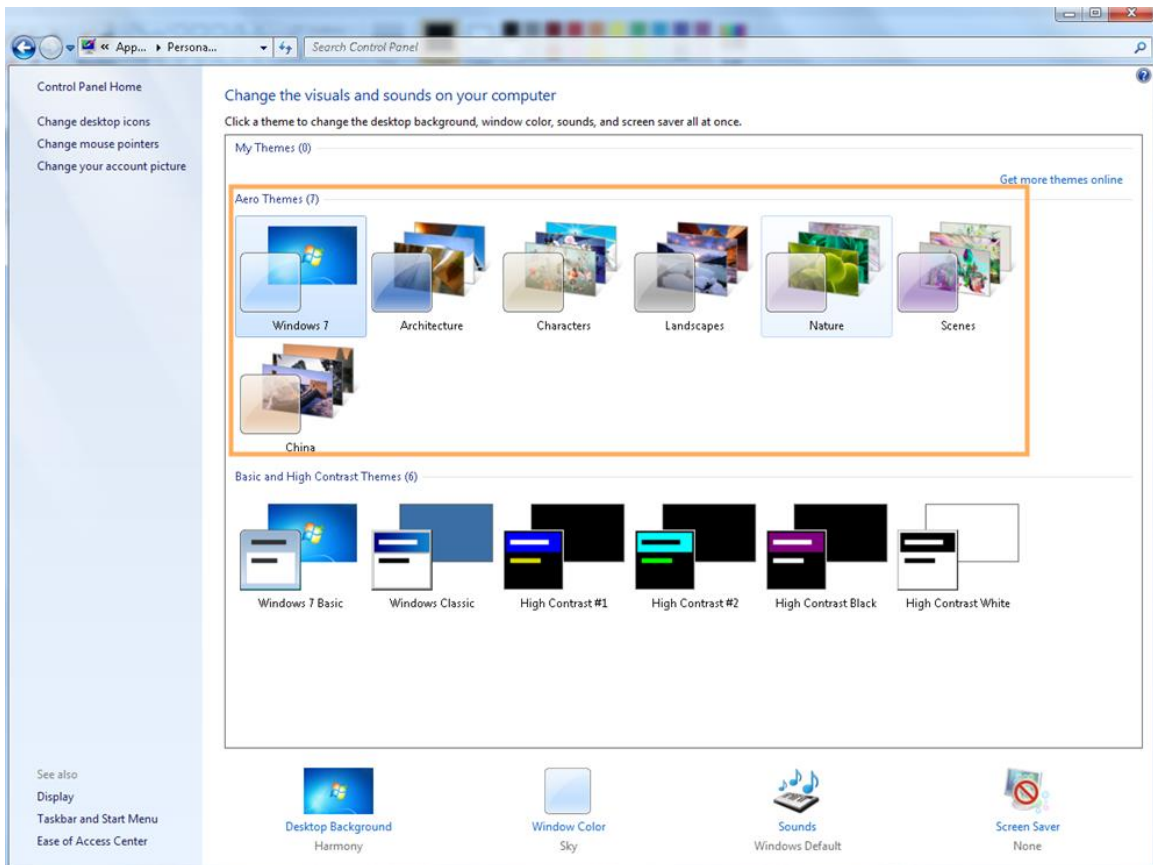 « App... ▸ Persona...
Search Control Panel
Control Panel Home
Change desktop icons
Change mouse pointers
Change your account picture
Change the visuals and sounds on your computer
Click a theme to change the desktop background, window color, sounds, and screen saver all at once.
My Themes (0)
Get more themes online
Aero Themes (7)
Windows 7
Architecture
Characters
Landscapes
Nature
Scenes
China
Basic and High Contrast Themes (6)
Windows 7 Basic
Windows Classic
High Contrast #1
High Contrast #2
High Contrast Black
High Contrast White
See also
Display
Taskbar and Start Menu
Ease of Access Center
Desktop Background
Harmony
Window Color
Sky
Sounds
Windows Default
Screen Saver
None